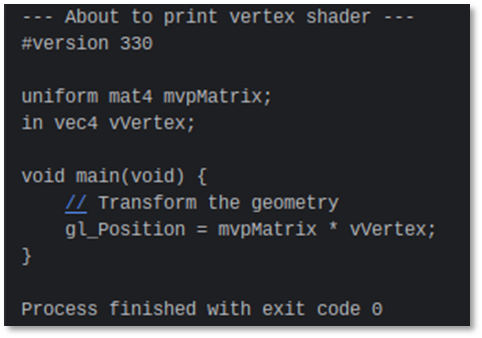 --- About to print vertex shader ---
#version 330
uniform mat4 mvpMatrix;
in vec4 vVertex;
void main(void) {
    // Transform the geometry
    gl_Position = mvpMatrix * vVertex;
}
Process finished with exit code 0